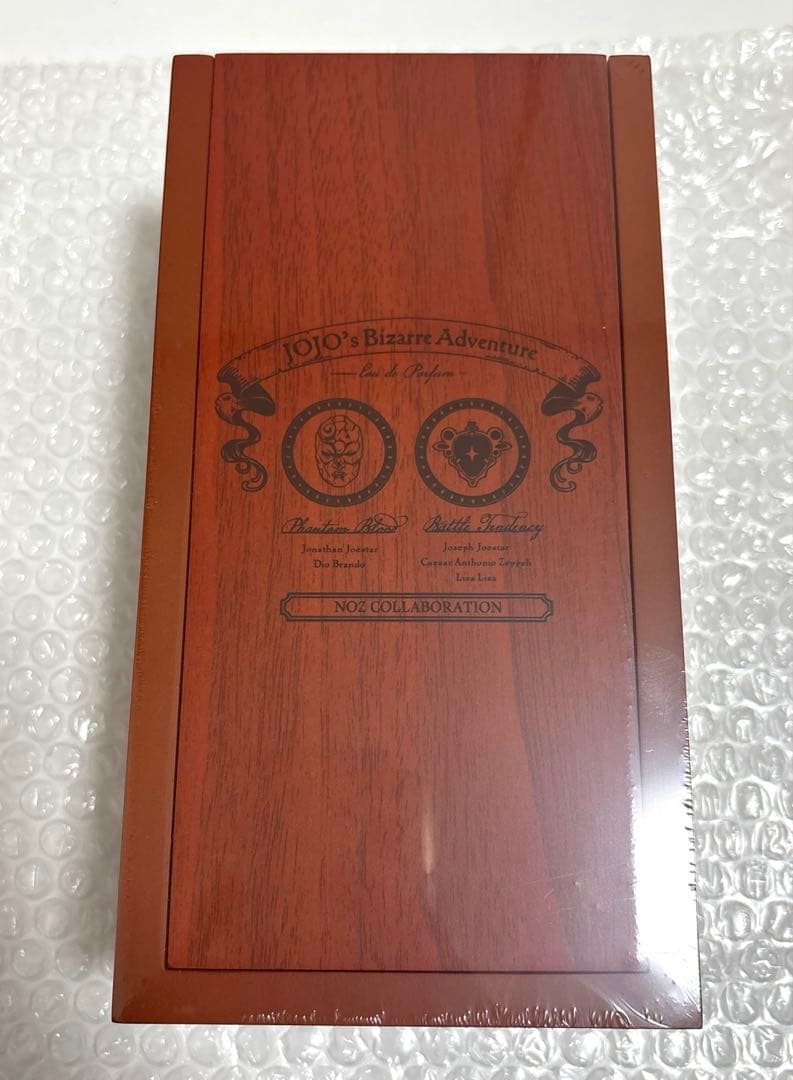 JOJO's Bizarre Adventure
Eau de Parfum
Phantom Blood
Battle Tendency
Jonathan Joestar
Dio Brando
Joseph Joestar
Caesar Anthonio Zeppeli
Lisa Lisa
NOZ COLLABORATION